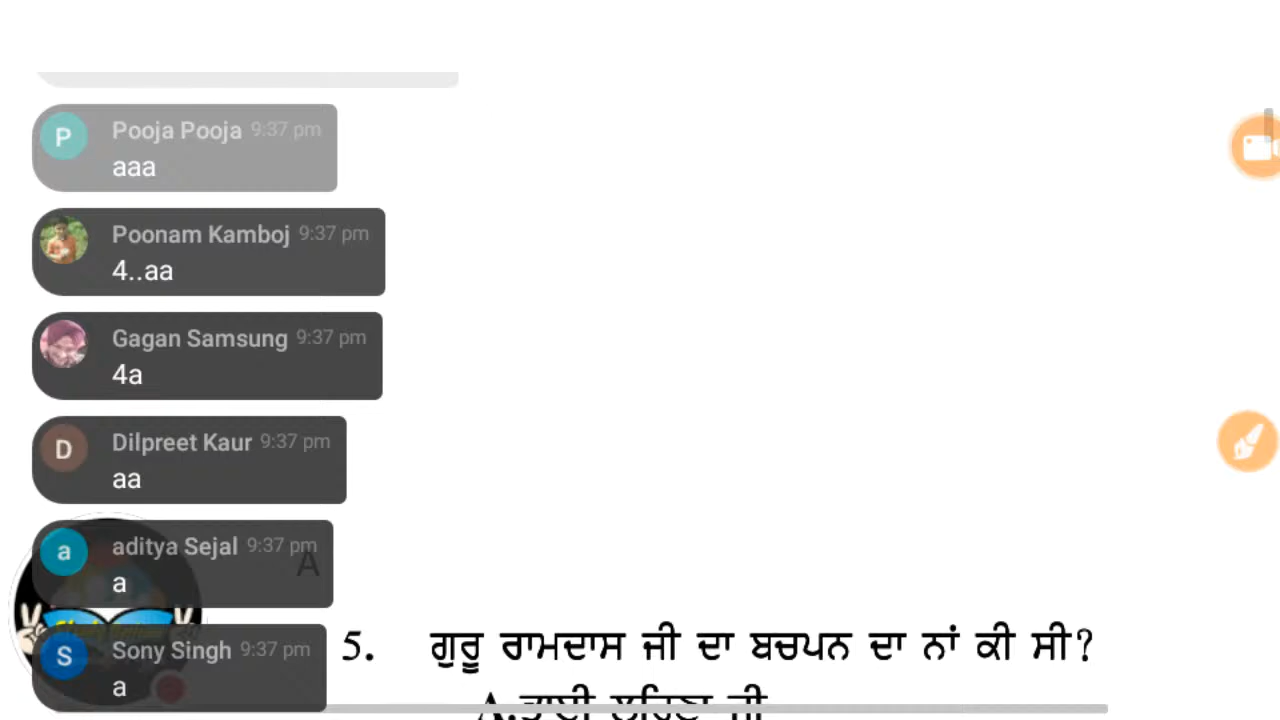 P
Pooja Pooja 9:37 pm
aaa
Poonam Kamboj 9:37 pm
4..aa
Gagan Samsung 9:37 pm
4a
D
Dilpreet Kaur 9:37 pm
aa
a
aditya Sejal 9:37 pm
A
a
S
Sony Singh 9:37 pm
a
5. ਗੁਰੂ ਰਾਮਦਾਸ ਜੀ ਦਾ ਬਚਪਨ ਦਾ ਨਾਂ ਕੀ ਸੀ?
A.ਭਾਈ ਲਹਿਣਾ ਜੀ